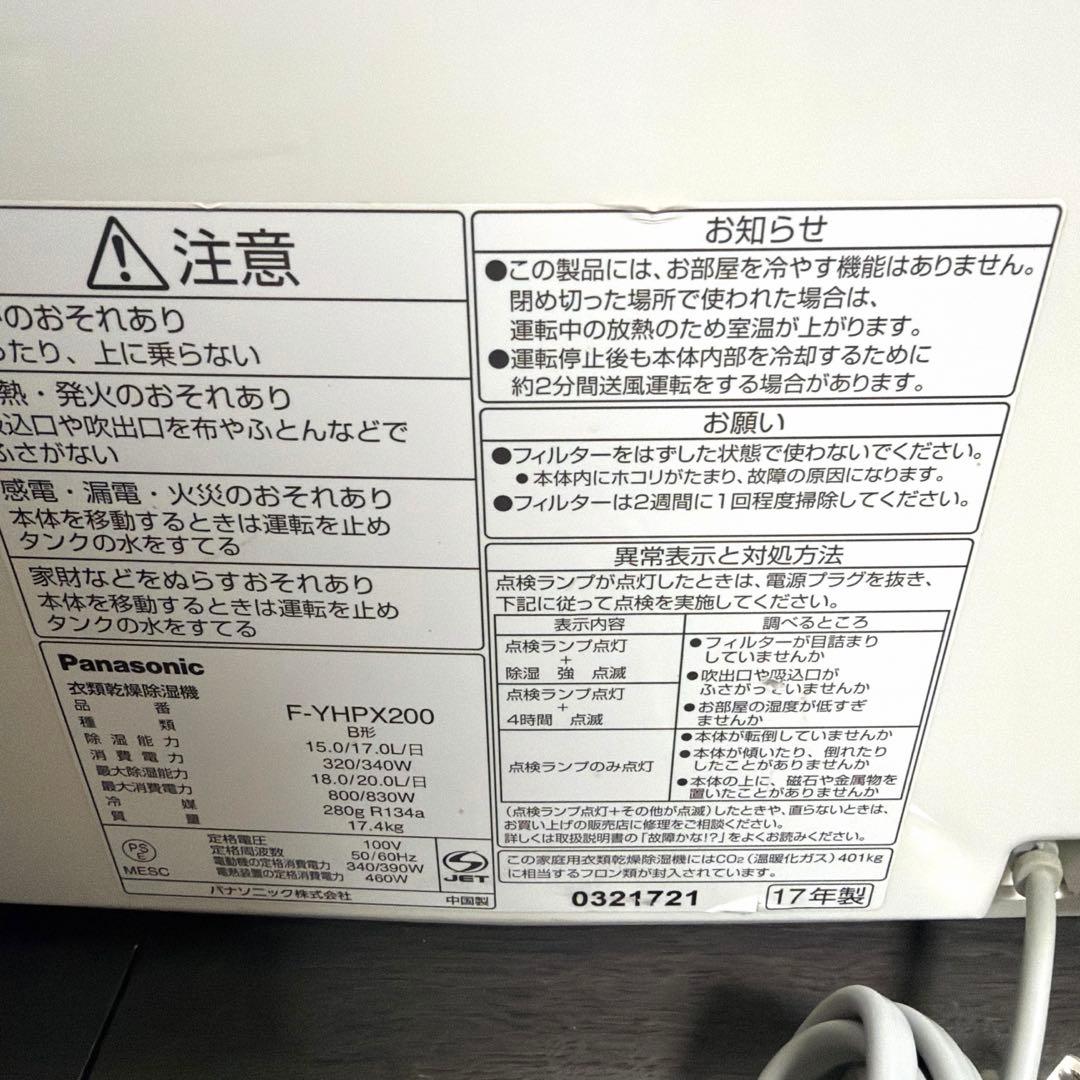 注意
のおそれあり
ったり、上に乗らない
熱・発火のおそれあり
込口や吹出口を布やふとんなどで
ふさがない
感電・漏電・火災のおそれあり
本体を移動するときは運転を止め
タンクの水をすてる
家財などをぬらすおそれあり
本体を移動するときは運転を止め
タンクの水をすてる
Panasonic
衣類乾燥除湿機
品番 F-YHPX200
種類 B形
除湿能力 15.0/17.0L/日
消費電力 320/340W
最大除湿能力 18.0/20.0L/日
最大消費電力 800/830W
冷媒 280g R134a
質量 17.4kg
PSE
MESC
定格電圧 100V
定格周波数 50/60Hz
電動機の定格消費電力 340/390W
電熱装置の定格消費電力 460W
JET
パナソニック株式会社 中国製
お知らせ
●この製品には、お部屋を冷やす機能はありません。
閉め切った場所で使われた場合は、
運転中の放熱のため室温が上がります。
●運転停止後も本体内部を冷却するために
約2分間送風運転をする場合があります。
お願い
●フィルターをはずした状態で使わないでください。
●本体内にホコリがたまり、故障の原因になります。
●フィルターは2週間に1回程度掃除してください。
異常表示と対処方法
点検ランプが点灯したときは、電源プラグを抜き、
下記に従って点検を実施してください。
表示内容 調べるところ
点検ランプ点灯
+
除湿 強 点滅
点検ランプ点灯
+
4時間 点滅
●フィルターが目詰まり
していませんか
●吹出口や吸込口が
ふさがっていませんか
●お部屋の湿度が低すぎ
ませんか
点検ランプのみ点灯
●本体が転倒していませんか
●本体が傾いたり、倒れたり
したことがありませんか
●本体の上に、磁石や金属物を
置いたことがありませんか
(点検ランプ点灯+その他が点滅)したときや、直らないときは、
お買い上げの販売店に修理をご相談ください。
詳しくは取扱説明書の「故障かな!?」をよくお読みください。
この家庭用衣類乾燥除湿機にはCO₂(温暖化ガス)401kg
に相当するフロン類が封入されています。
0321721 17年製